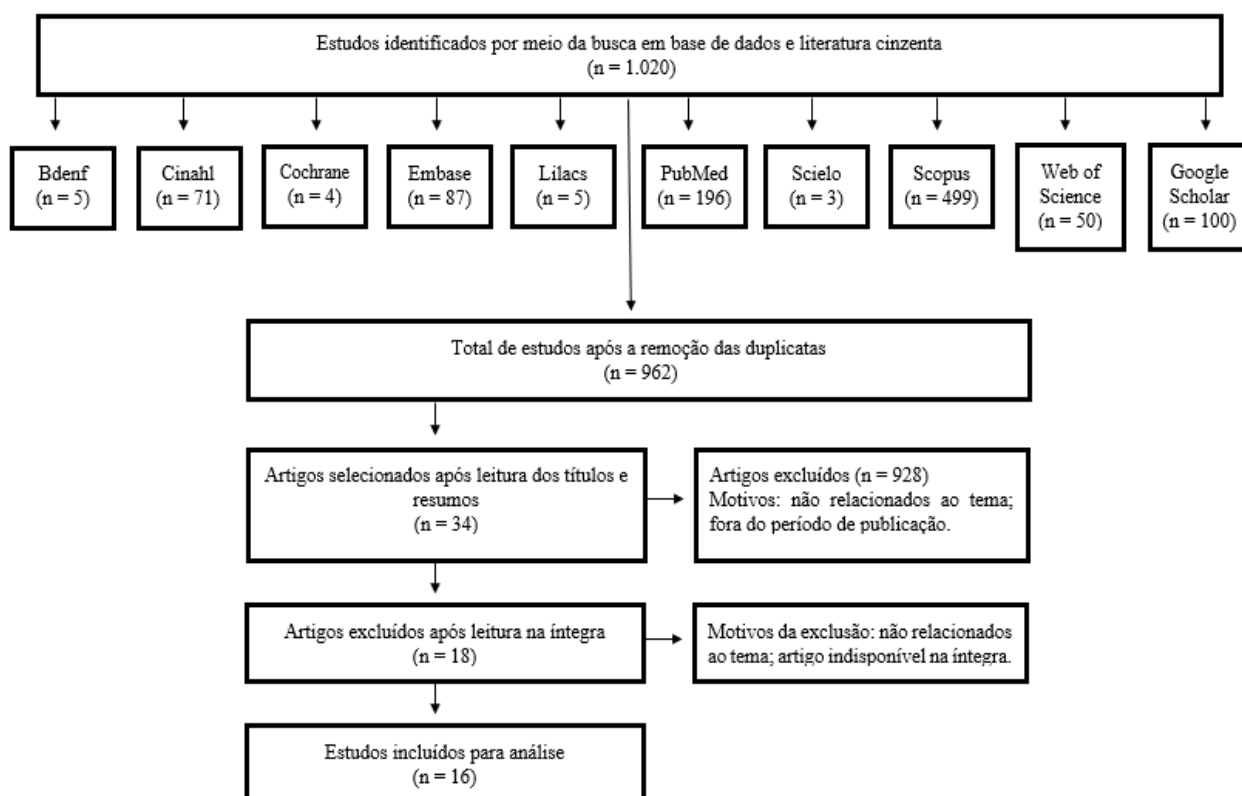 Estudos identificados por meio da busca em base de dados e literatura cinzenta
(n = 1.020)
Bdenf
(n = 5)
Cinahl
(n = 71)
Cochrane
(n = 4)
Embase
(n = 87)
Lilacs
(n = 5)
PubMed
(n = 196)
Scielo
(n = 3)
Scopus
(n = 499)
Web of
Science
(n = 50)
Google
Scholar
(n = 100)
Total de estudos após a remoção das duplicatas
(n = 962)
Artigos selecionados após leitura dos títulos e
resumos
(n = 34)
Artigos excluídos (n = 928)
Motivos: não relacionados ao tema;
fora do período de publicação.
Artigos excluídos após leitura na íntegra
(n = 18)
Motivos da exclusão: não relacionados
ao tema; artigo indisponível na íntegra.
Estudos incluídos para análise
(n = 16)